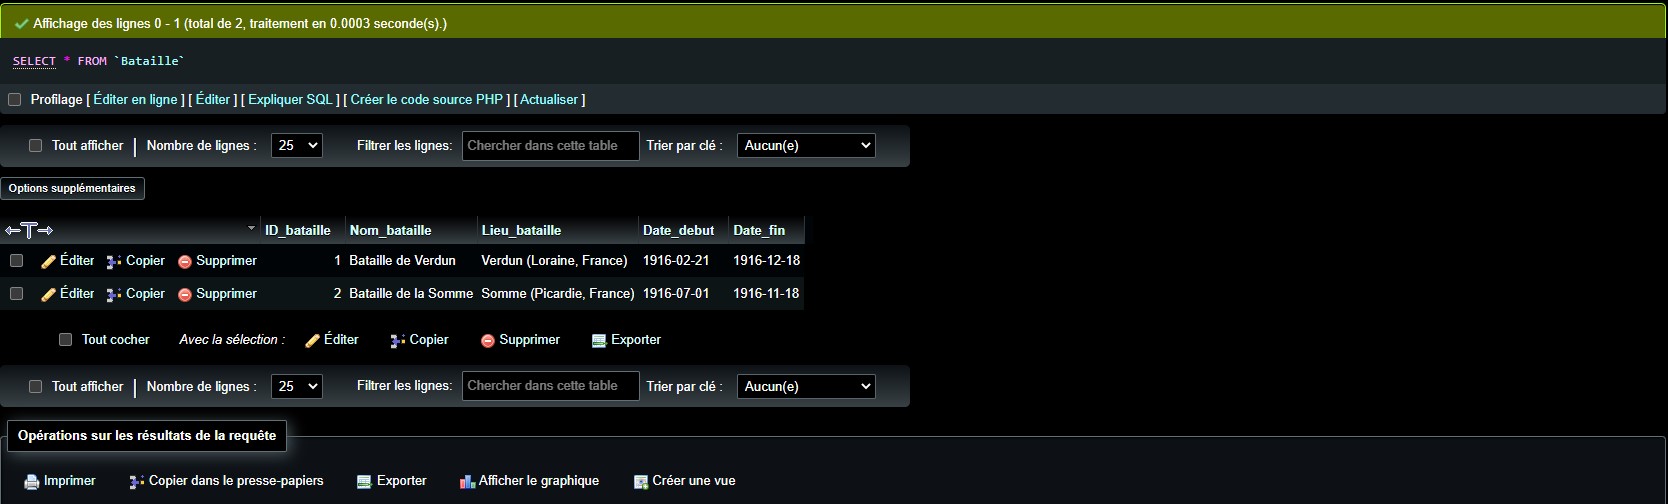 Affichage des lignes 0 - 1 (total de 2, traitement en 0.0003 seconde(s).)
SELECT * FROM `Bataille`
Profilage [ Éditer en ligne ] [ Éditer ] [ Expliquer SQL ] [ Créer le code source PHP ] [ Actualiser ]
Tout afficher | Nombre de lignes : 25 Filtrer les lignes: Chercher dans cette table Trier par clé : Aucun(e)
Options supplémentaires
ID_bataille Nom_bataille Lieu_bataille Date_debut Date_fin
Éditer Copier Supprimer 1 Bataille de Verdun Verdun (Loraine, France) 1916-02-21 1916-12-18
Éditer Copier Supprimer 2 Bataille de la Somme Somme (Picardie, France) 1916-07-01 1916-11-18
Tout cocher Avec la sélection : Éditer Copier Supprimer Exporter
Tout afficher | Nombre de lignes : 25 Filtrer les lignes: Chercher dans cette table Trier par clé : Aucun(e)
Opérations sur les résultats de la requête
Imprimer Copier dans le presse-papiers Exporter Afficher le graphique Créer une vue